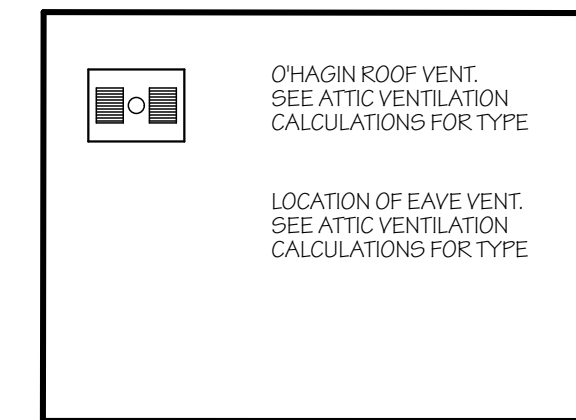 O'HAGIN ROOF VENT.
SEE ATTIC VENTILATION
CALCULATIONS FOR TYPE
LOCATION OF EAVE VENT.
SEE ATTIC VENTILATION
CALCULATIONS FOR TYPE